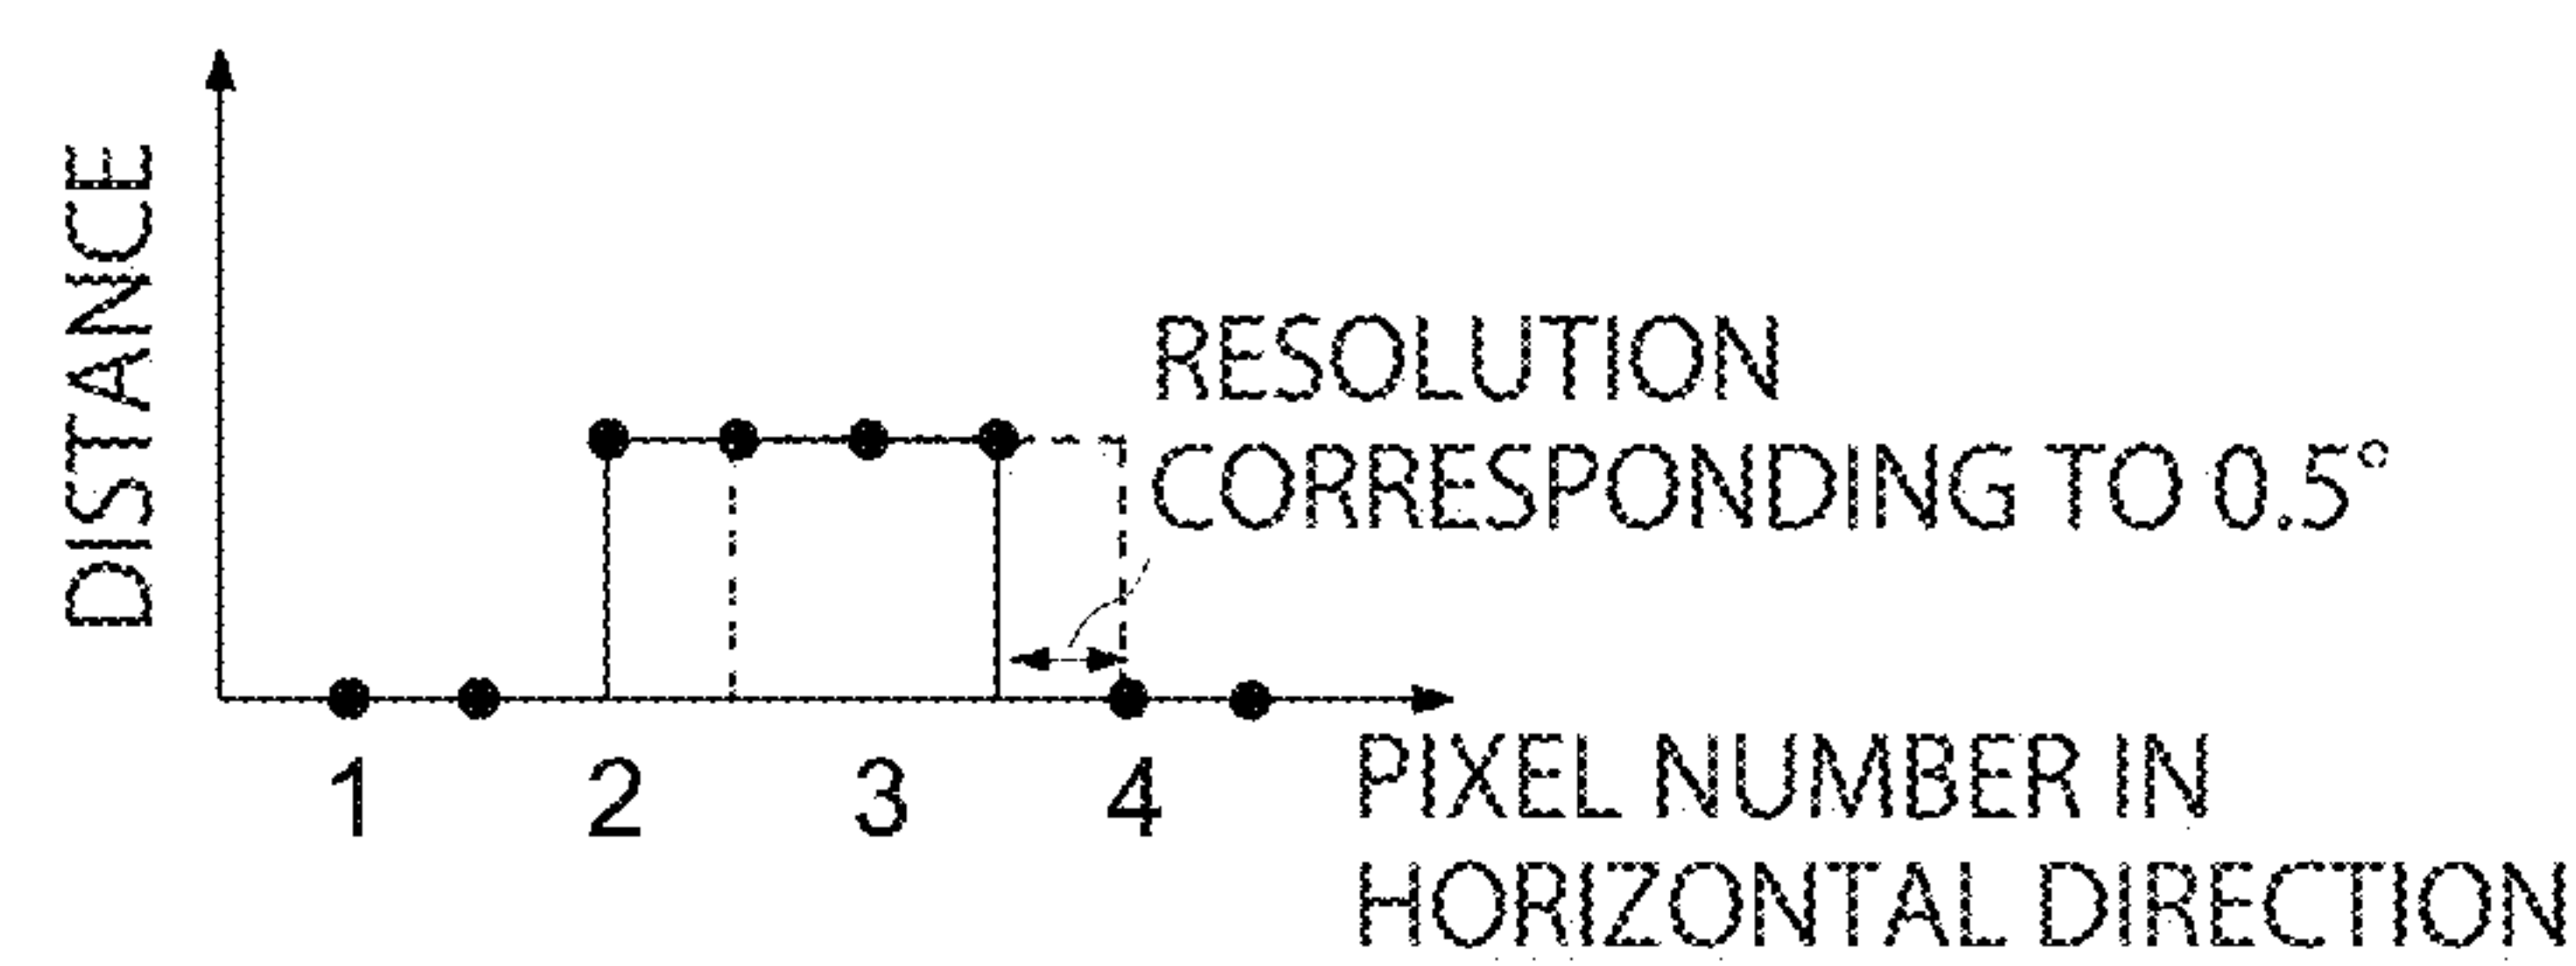 DISTANCE
RESOLUTION
CORRESPONDING TO 0.5°
1 2 3 4
PIXEL NUMBER IN
HORIZONTAL DIRECTION